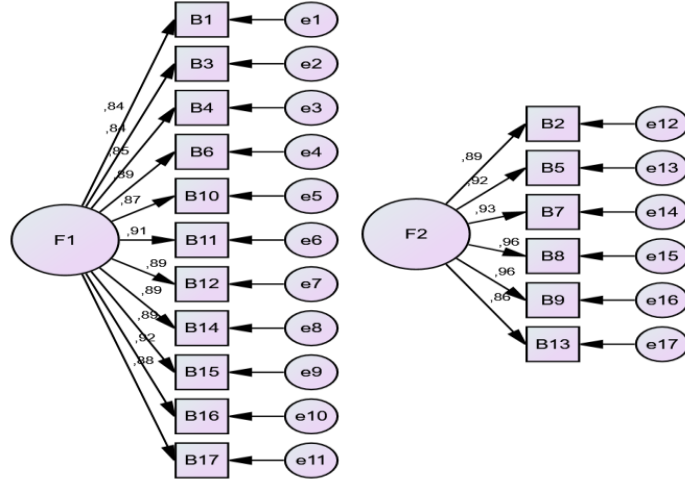 B1 e1
B3 e2
B4 e3
B6 e4
B10 e5
B11 e6
B12 e7
B14 e8
B15 e9
B16 e10
B17 e11
F1
,84
,84
,85
,89
,87
,91
,89
,89
,89
,92
,88
B2 e12
B5 e13
B7 e14
B8 e15
B9 e16
B13 e17
F2
,89
,92
,93
,96
,96
,86